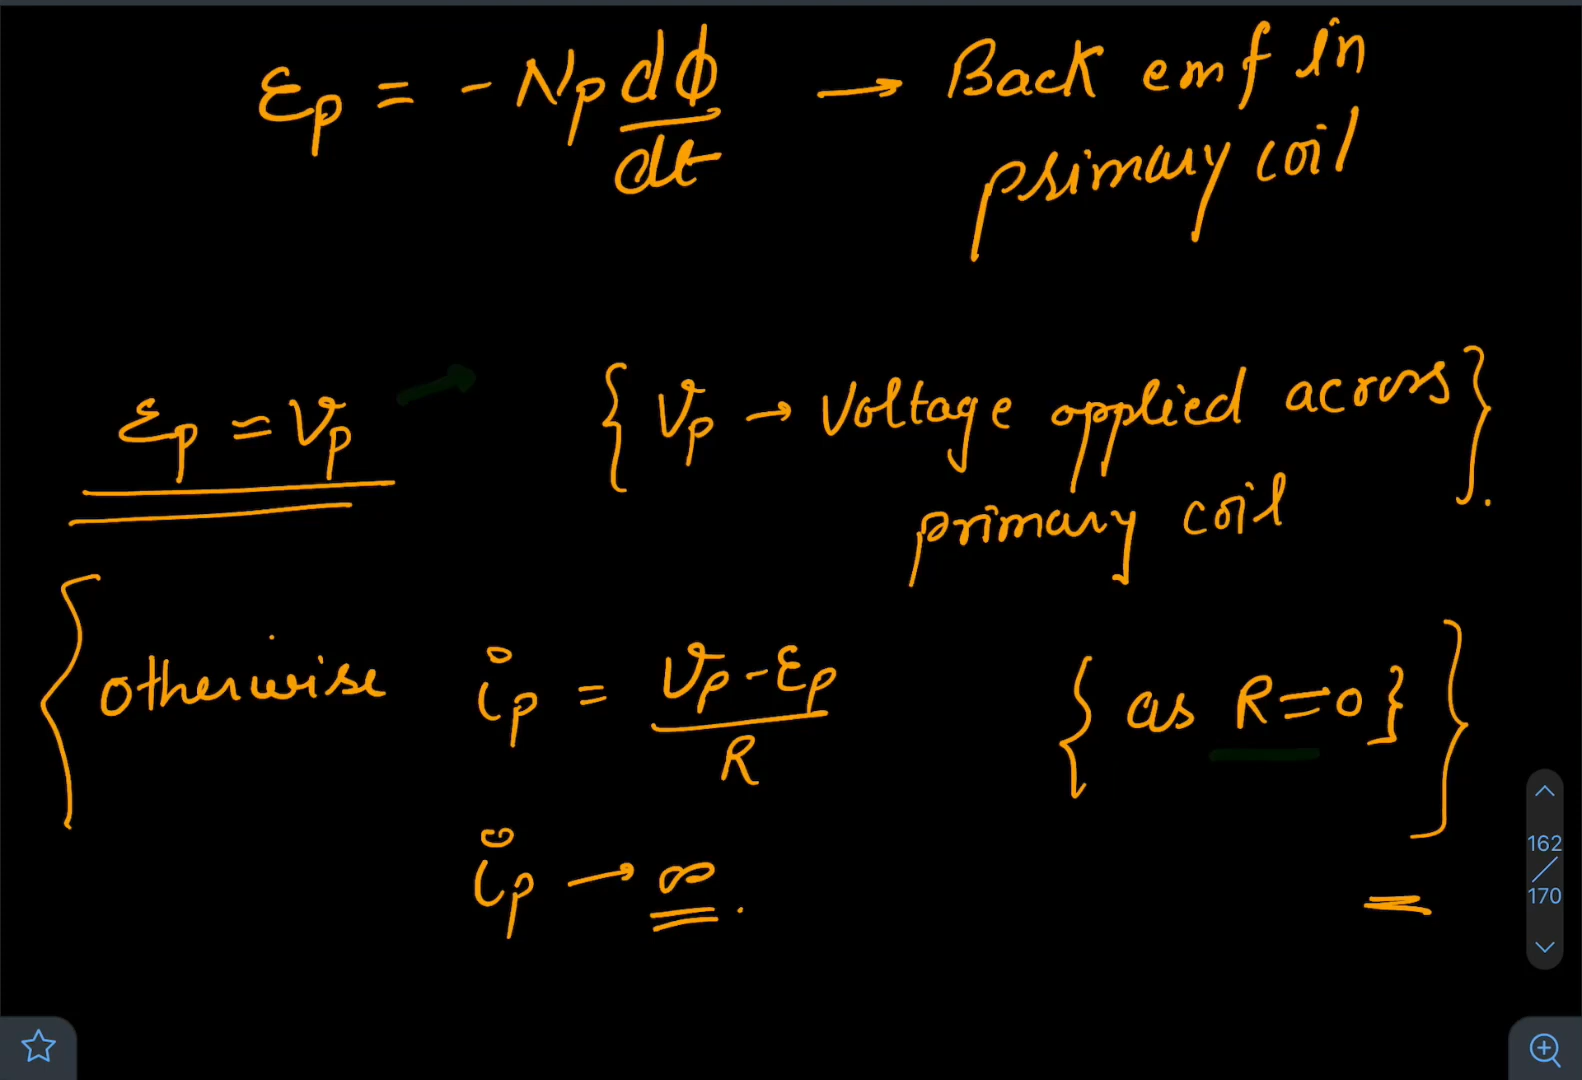 εp = - Np dϕ/dt → Back emf in
primary coil
εp = Vp { Vp → Voltage applied across }.
primary coil
{ otherwise ip = Vp - εp / R { as R = 0 } }
ip → ∞.
162
/
170